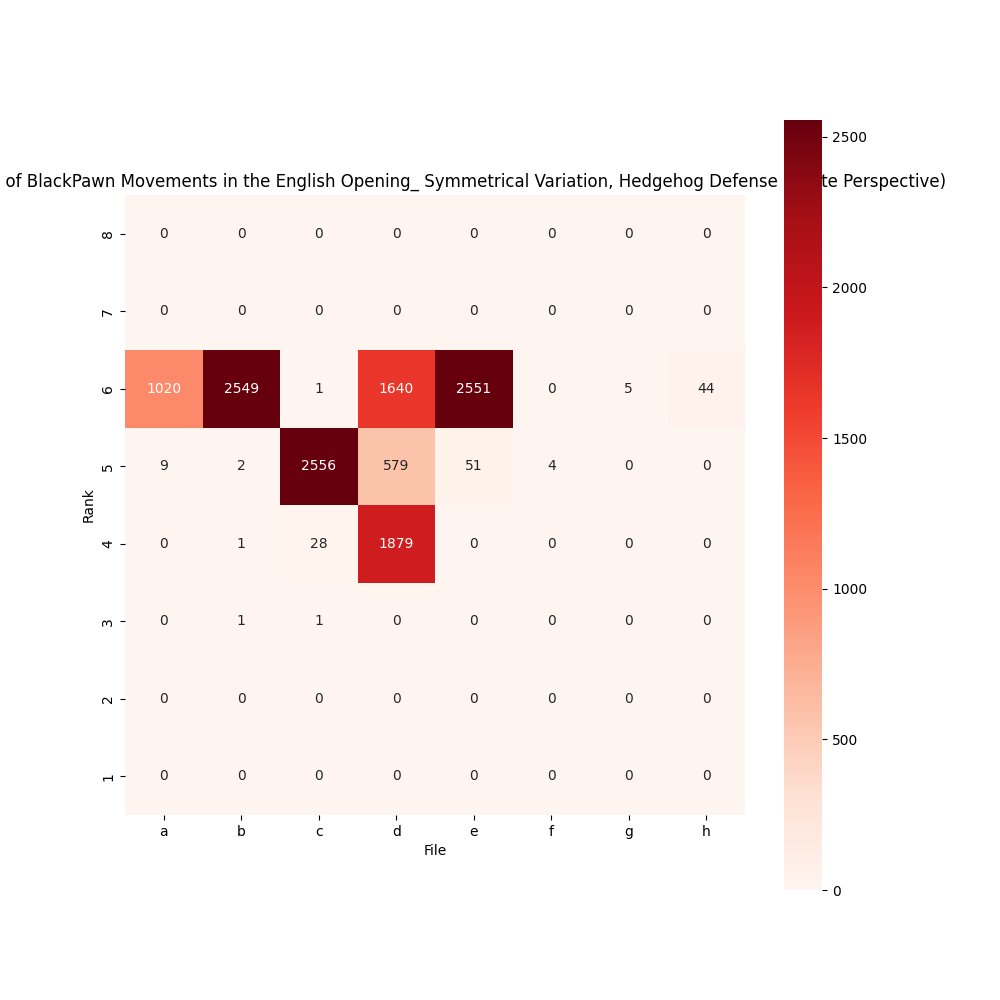 of BlackPawn Movements in the English Opening_ Symmetrical Variation, Hedgehog Defense te Perspective)
2500
8 0 0 0 0 0 0 0 0
7 0 0 0 0 0 0 0 0
2000
6 1020 2549 1 1640 2551 0 5 44
1500
5 9 2 2556 579 51 4 0 0
Rank
4 0 1 28 1879 0 0 0 0
1000
3 0 1 1 0 0 0 0 0
2 0 0 0 0 0 0 0 0
500
1 0 0 0 0 0 0 0 0
a b c d e f g h
File
0